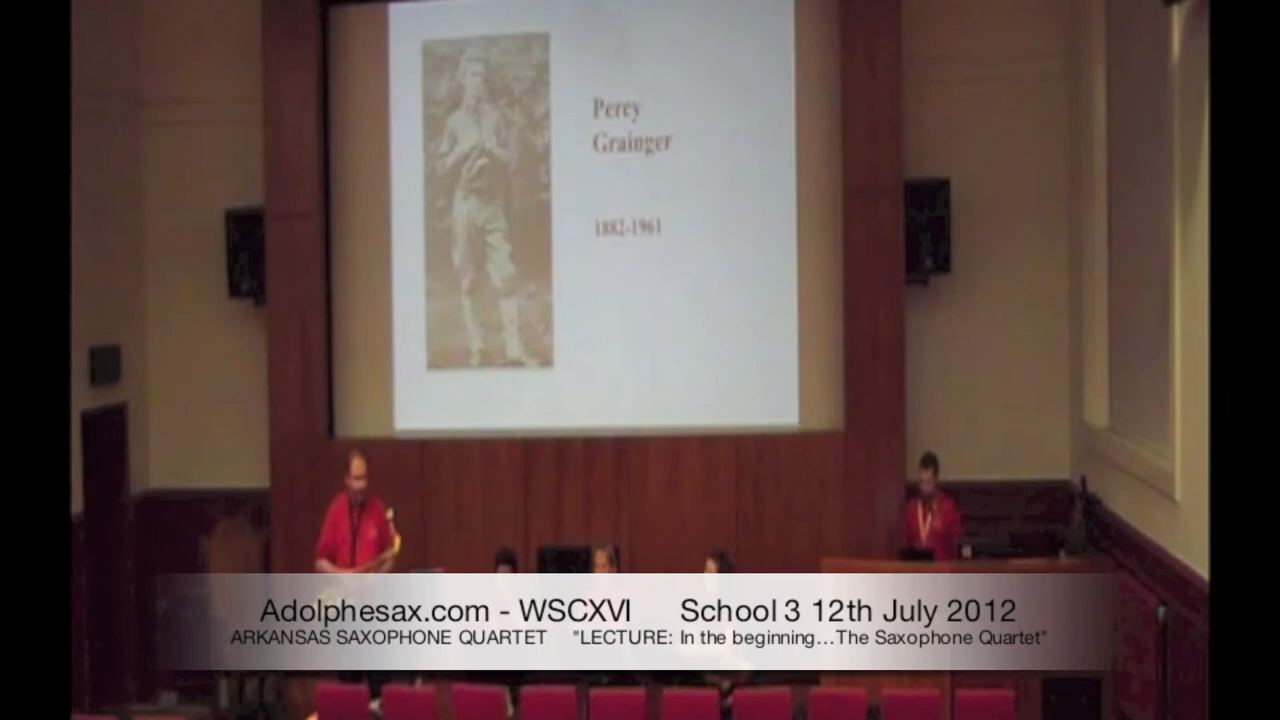 Percy
Grainger
1882-1961
Adolphesax.com - WSCXVI School 3 12th July 2012
ARKANSAS SAXOPHONE QUARTET "LECTURE: In the beginning...The Saxophone Quartet"